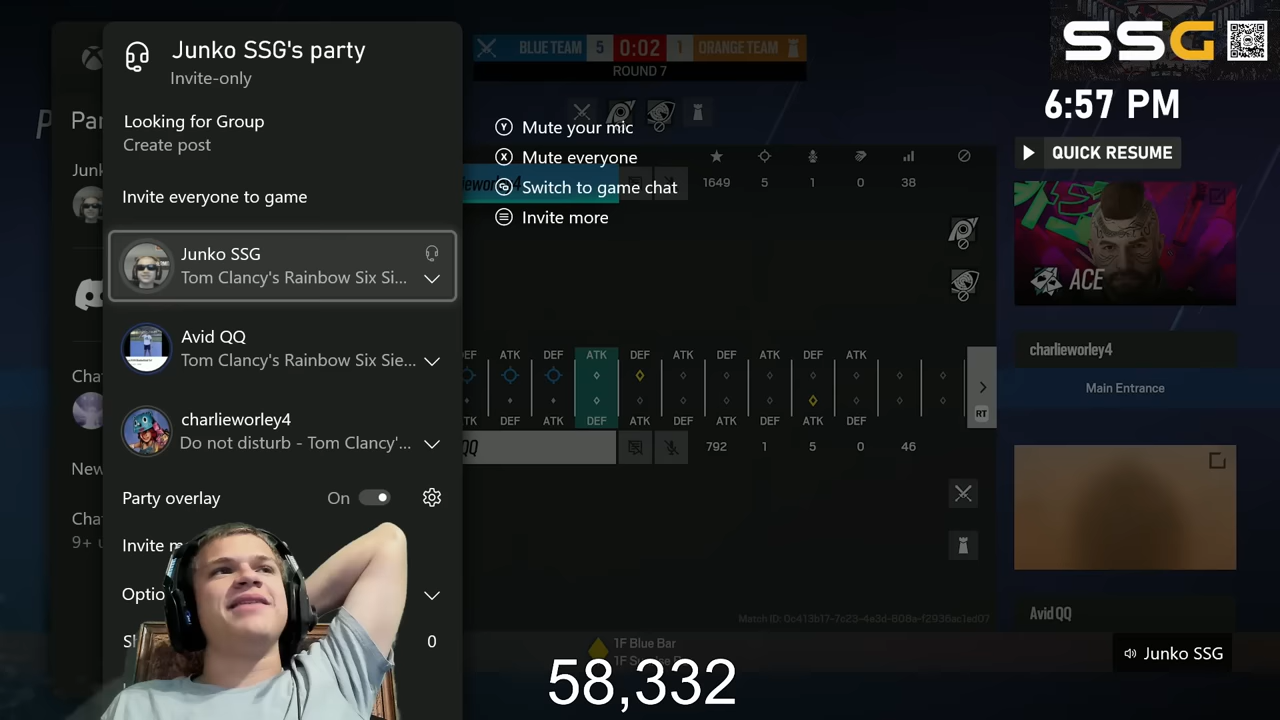 Junko SSG's party
Invite-only
Looking for Group
Create post
Invite everyone to game
Junko SSG
Tom Clancy's Rainbow Six Si...
Avid QQ
Tom Clancy's Rainbow Six Sie...
charlieworley4
Do not disturb - Tom Clancy'...
Party overlay On
Invite
Optio
0
Par
Junk
Chat
New
Cha
9+
BLUE TEAM 5 0:02 1 ORANGE TEAM
ROUND 7
Y Mute your mic
X Mute everyone
Switch to game chat
Invite more
eworley4 1649 5 1 0 38
EF ATK DEF ATK DEF ATK DEF ATK DEF ATK
TK DEF ATK DEF ATK DEF ATK DEF ATK DEF
RT
QQ 792 1 5 0 46
1F Blue Bar
58,332
SSG
6:57 PM
QUICK RESUME
ACE
charlieworley4
Main Entrance
Avid QQ
Junko SSG